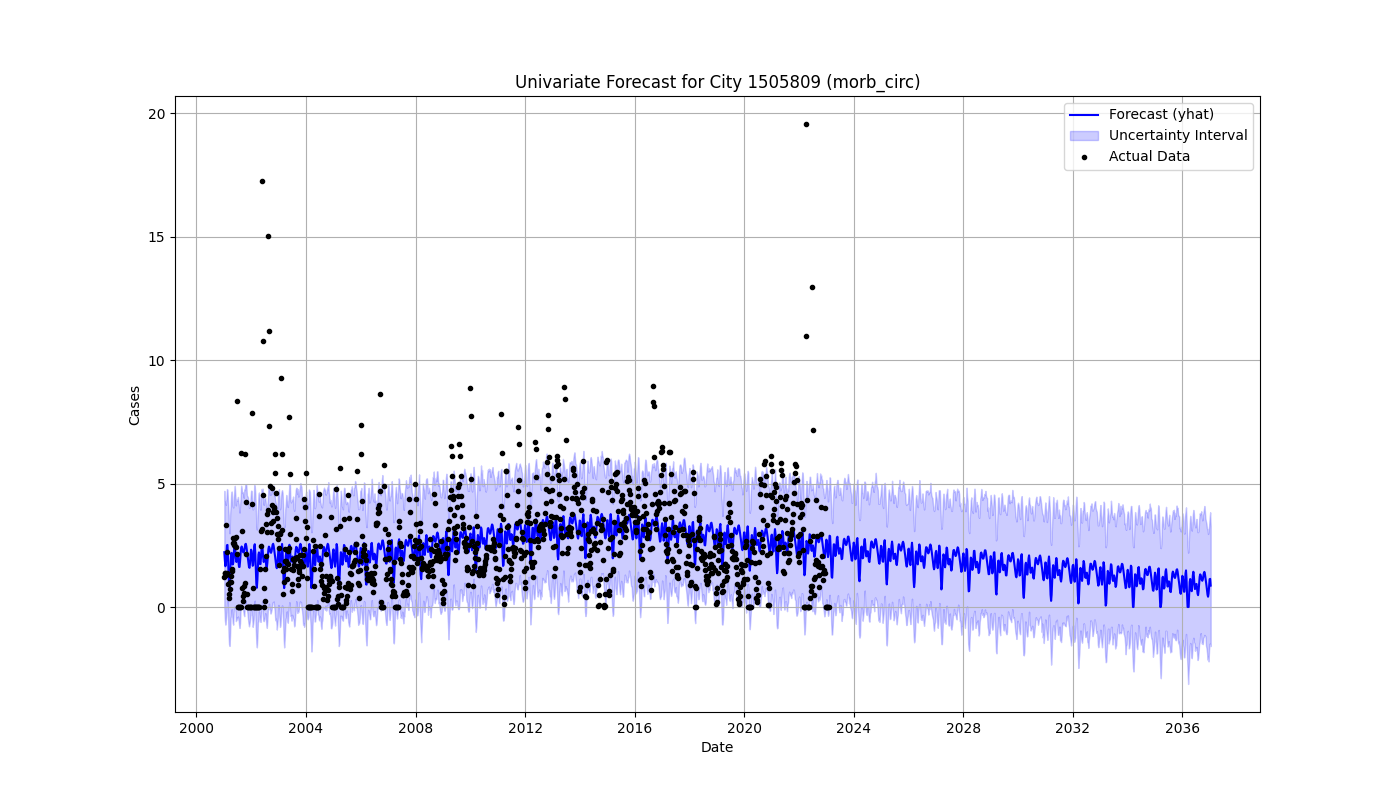 Univariate Forecast for City 1505809 (morb_circ)
Forecast (yhat)
Uncertainty Interval
Actual Data
20
15
10
5
0
Cases
2000 2004 2008 2012 2016 2020 2024 2028 2032 2036
Date